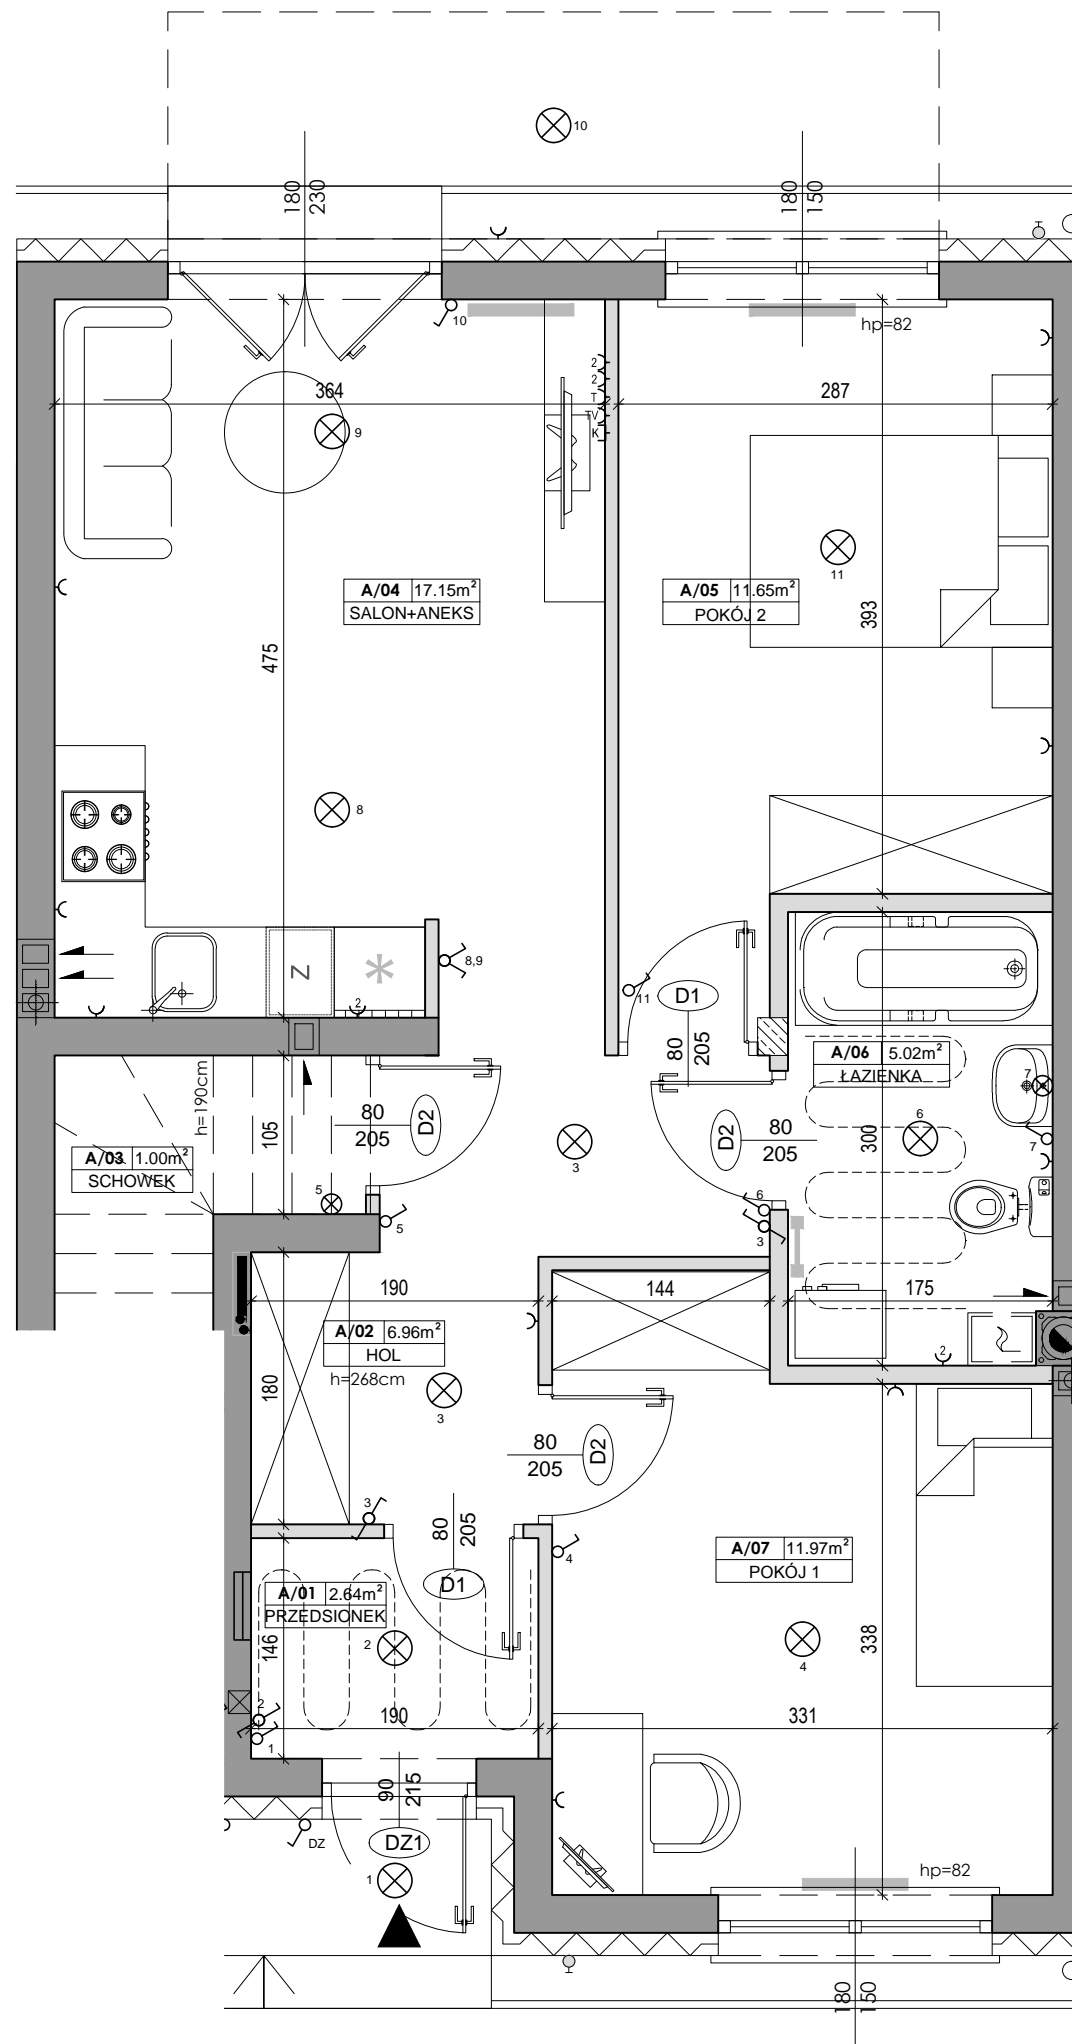 10
180
230
180
150
10
hp=82
2
2
T
TV
K
364
287
9
11
A/04 17.15m²
SALON+ANEKS
A/05 11.65m²
POKÓJ 2
393
475
8
8,9
Z
*
2
11
D1
80
205
A/06 5.02m²
ŁAZIENKA
7
h=190cm
105
80
205
D2
D2
80
205
300
6
7
3
A/03 1.00m²
SCHOWEK
5
5
6
3
190
144
175
A/02 6.96m²
HOL
h=268cm
2
180
3
80
205
D2
3
80
205
4
A/07 11.97m²
POKÓJ 1
D1
A/01 2.64m²
PRZEDSIONEK
146
2
4
338
2
1
190
331
90
215
DZ
DZ1
1
hp=82
180
150